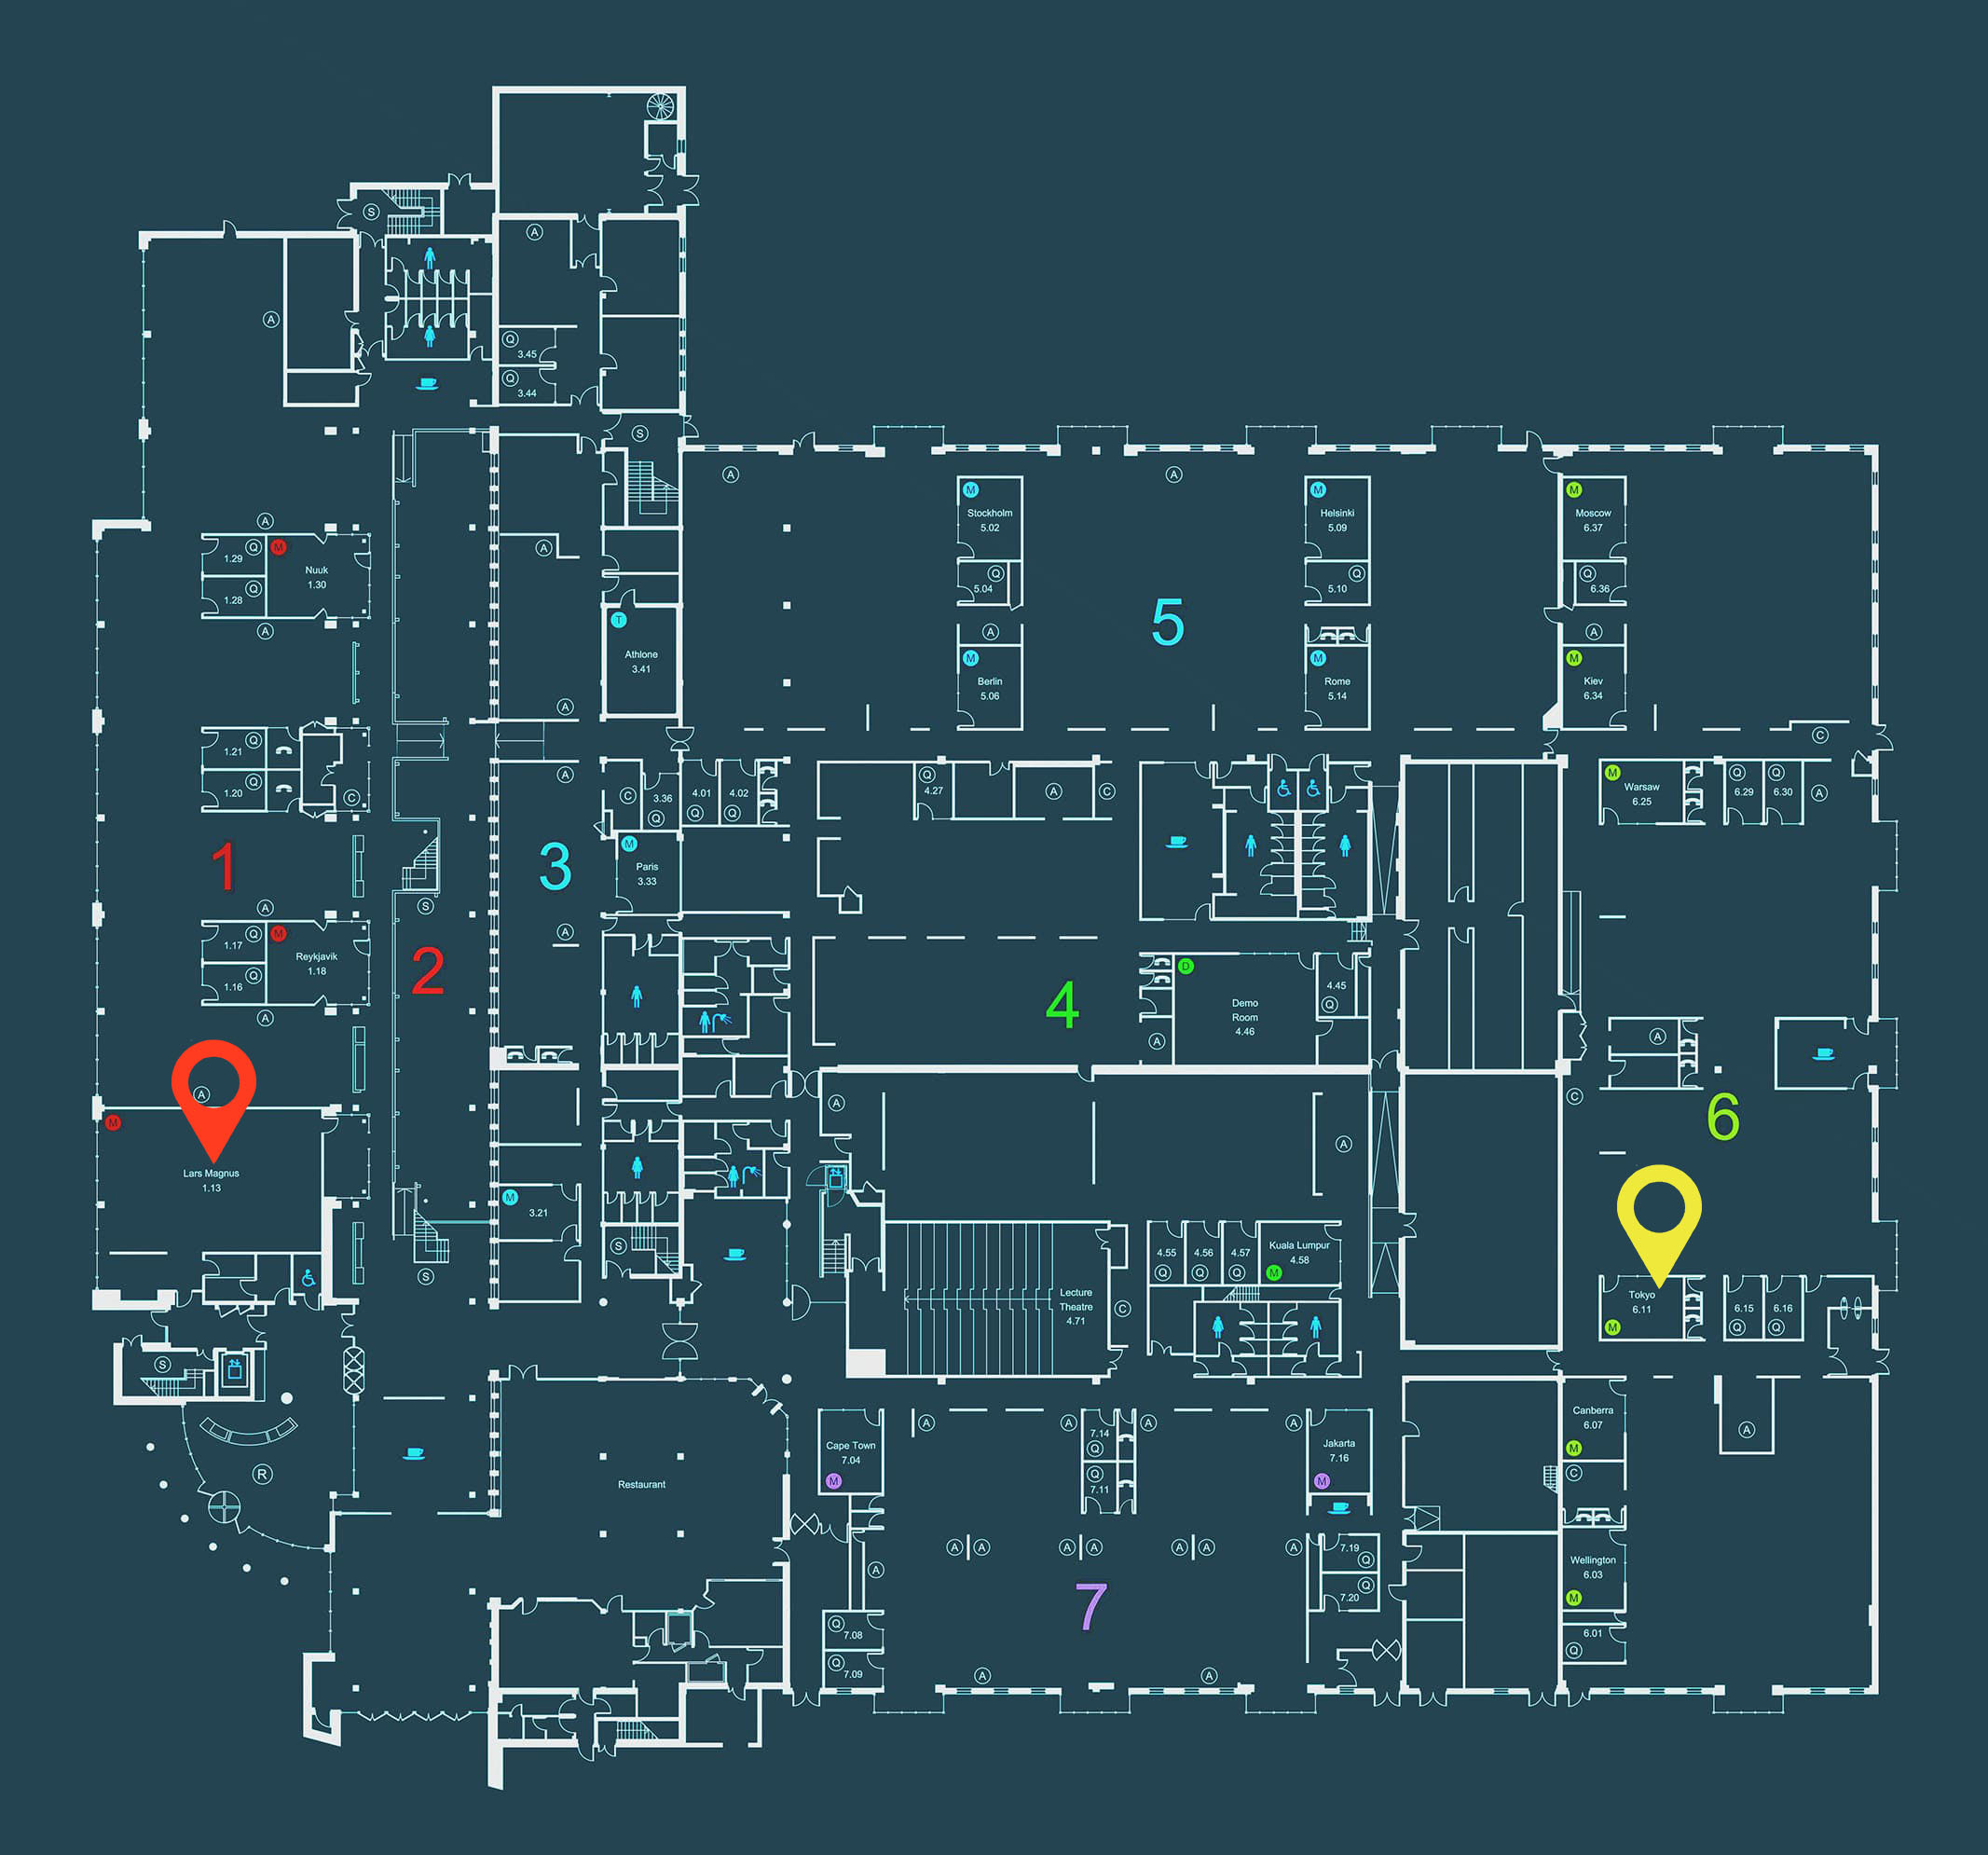 S
A
A
Q
3.45
Q
3.44
S
A
A
M
Stockholm
5.02
M
Helsinki
5.09
M
Moscow
6.37
A
Q
1.29
M
Nuuk
1.30
Q
1.28
A
A
T
Athlone
3.41
Q
5.04
5
Q
5.10
Q
6.36
A
A
M
Berlin
5.06
M
Rome
5.14
M
Kiev
6.34
A
C
Q
1.21
Q
1.20
C
A
C
3.36
Q
4.01
Q
4.02
Q
Q
4.27
A
C
M
Warsaw
6.25
Q
6.29
Q
6.30
A
1
3
M
Paris
3.33
A
S
A
Q
1.17
M
Reykjavik
1.18
Q
1.16
A
2
4
D
Demo
Room
4.46
4.45
Q
A
A
C
A
M
Lars Magnus
1.13
A
A
6
M
3.21
S
S
4.55
Q
4.56
Q
4.57
Q
Kuala Lumpur
4.58
M
Lecture
Theatre
4.71
C
Tokyo
6.11
M
6.15
Q
6.16
Q
S
R
Restaurant
Cape Town
7.04
M
A
A
7.14
Q
Q
7.11
A
A
Jakarta
7.16
M
Canberra
6.07
M
C
A
A
A
A
A
A
A
A
A
7.19
Q
Q
7.20
Wellington
6.03
M
7
Q
7.08
Q
7.09
6.01
Q
A
A